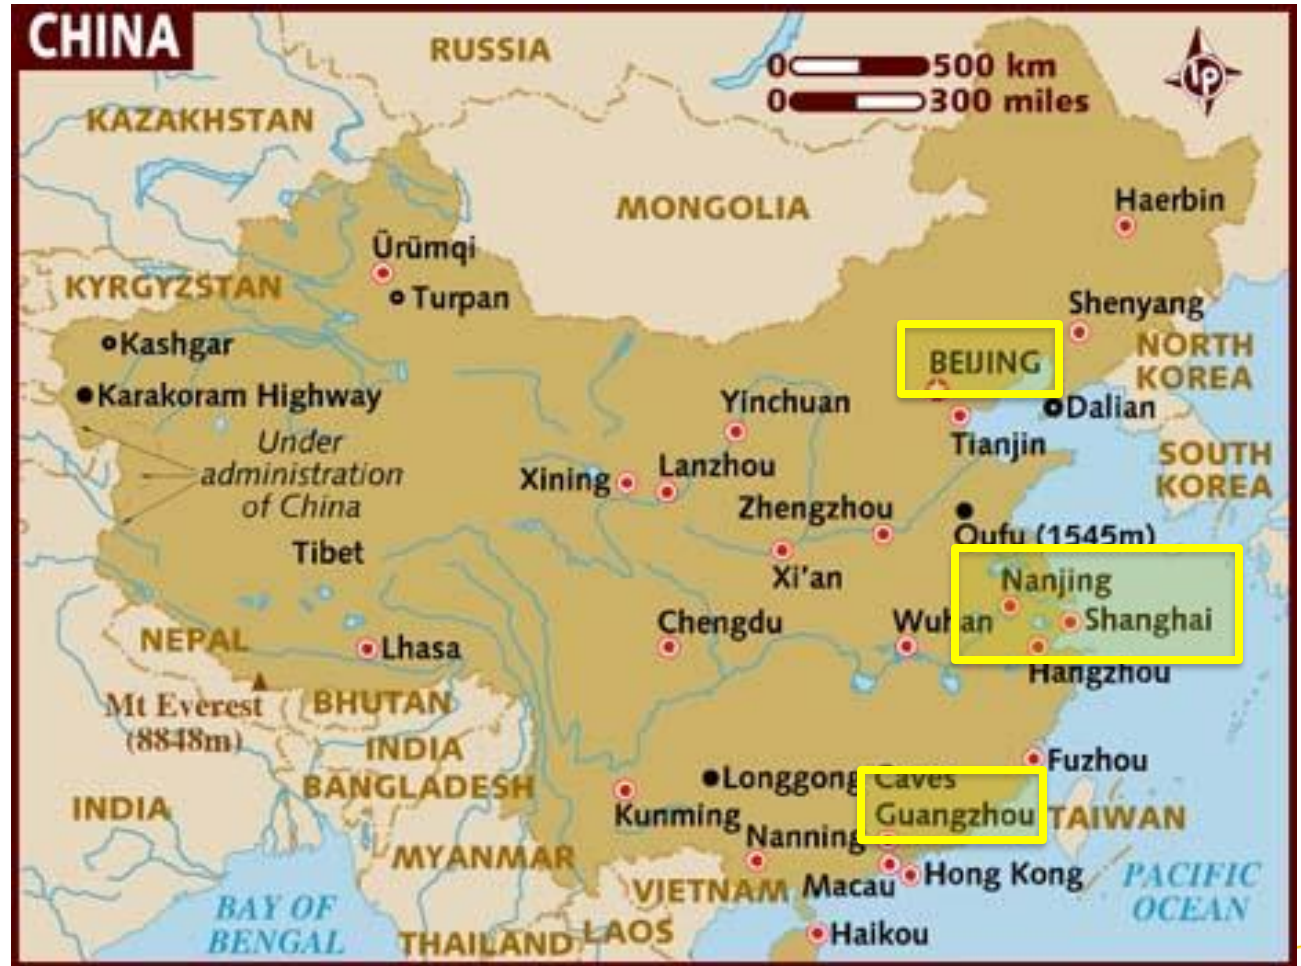 CHINA
RUSSIA
0 500 km
0 300 miles
lp
KAZAKHSTAN
MONGOLIA
Haerbin
Ürümqi
KYRGYZSTAN
Turpan
Shenyang
Kashgar
BEIJING
NORTH
KOREA
Karakoram Highway
Yinchuan
Dalian
Under
administration
of China
Tianjin
SOUTH
KOREA
Xining
Lanzhou
Zhengzhou
Qufu (1545m)
Tibet
Xi'an
Nanjing
Chengdu
Wuhan
Shanghai
NEPAL
Lhasa
Hangzhou
Mt Everest
(8848m)
BHUTAN
INDIA
Fuzhou
BANGLADESH
Longgong Caves
INDIA
Kunming
Guangzhou
TAIWAN
Nanning
MYANMAR
VIETNAM
Macau
Hong Kong
PACIFIC
OCEAN
BAY OF
BENGAL
THAILAND
LAOS
Haikou